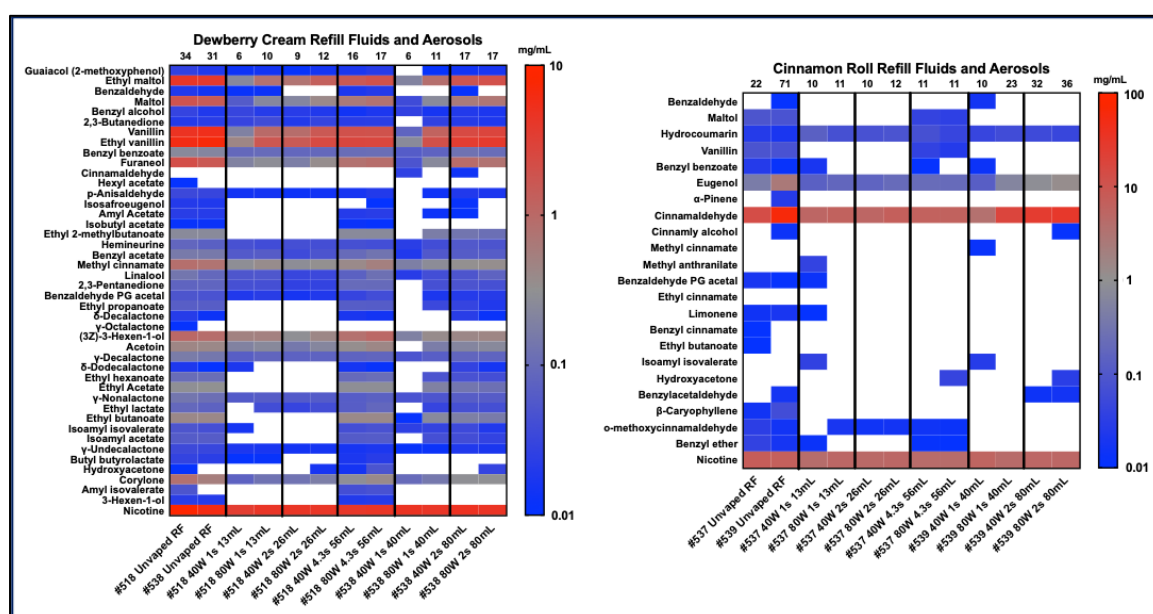 Dewberry Cream Refill Fluids and Aerosols
34 31 6 10 9 12 16 17 6 11 17 17
mg/mL
10
1
0.1
0.01
Guaiacol (2-methoxyphenol)
Ethyl maltol
Benzaldehyde
Maltol
Benzyl alcohol
2,3-Butanedione
Vanillin
Ethyl vanillin
Benzyl benzoate
Furaneol
Cinnamaldehyde
Hexyl acetate
p-Anisaldehyde
Isosafroeugenol
Amyl Acetate
Isobutyl acetate
Ethyl 2-methylbutanoate
Hemineurine
Benzyl acetate
Methyl cinnamate
Linalool
2,3-Pentanedione
Benzaldehyde PG acetal
Ethyl propanoate
δ-Decalactone
γ-Octalactone
(3Z)-3-Hexen-1-ol
Acetoin
γ-Decalactone
δ-Dodecalactone
Ethyl hexanoate
Ethyl Acetate
γ-Nonalactone
Ethyl lactate
Ethyl butanoate
Isoamyl isovalerate
Isoamyl acetate
γ-Undecalactone
Butyl butyrolactate
Hydroxyacetone
Corylone
Amyl isovalerate
3-Hexen-1-ol
Nicotine
#518 Unvaped RF
#538 Unvaped RF
#518 40W 1s 13mL
#518 80W 1s 13mL
#518 40W 2s 26mL
#518 80W 2s 26mL
#518 40W 4.3s 56mL
#518 80W 4.3s 56mL
#538 40W 1s 40mL
#538 80W 1s 40mL
#538 40W 2s 80mL
#538 80W 2s 80mL
Cinnamon Roll Refill Fluids and Aerosols
22 71 10 11 10 12 11 11 10 23 32 36
mg/mL
100
10
1
0.1
0.01
Benzaldehyde
Maltol
Hydrocoumarin
Vanillin
Benzyl benzoate
Eugenol
α-Pinene
Cinnamaldehyde
Cinnamly alcohol
Methyl cinnamate
Methyl anthranilate
Benzaldehyde PG acetal
Ethyl cinnamate
Limonene
Benzyl cinnamate
Ethyl butanoate
Isoamyl isovalerate
Hydroxyacetone
Benzylacetaldehyde
β-Caryophyllene
o-methoxycinnamaldehyde
Benzyl ether
Nicotine
#537 Unvaped RF
#539 Unvaped RF
#537 40W 1s 13mL
#537 80W 1s 13mL
#537 40W 2s 26mL
#537 80W 2s 26mL
#537 40W 4.3s 56mL
#537 80W 4.3s 56mL
#539 40W 1s 40mL
#539 80W 1s 40mL
#539 40W 2s 80mL
#539 80W 2s 80mL